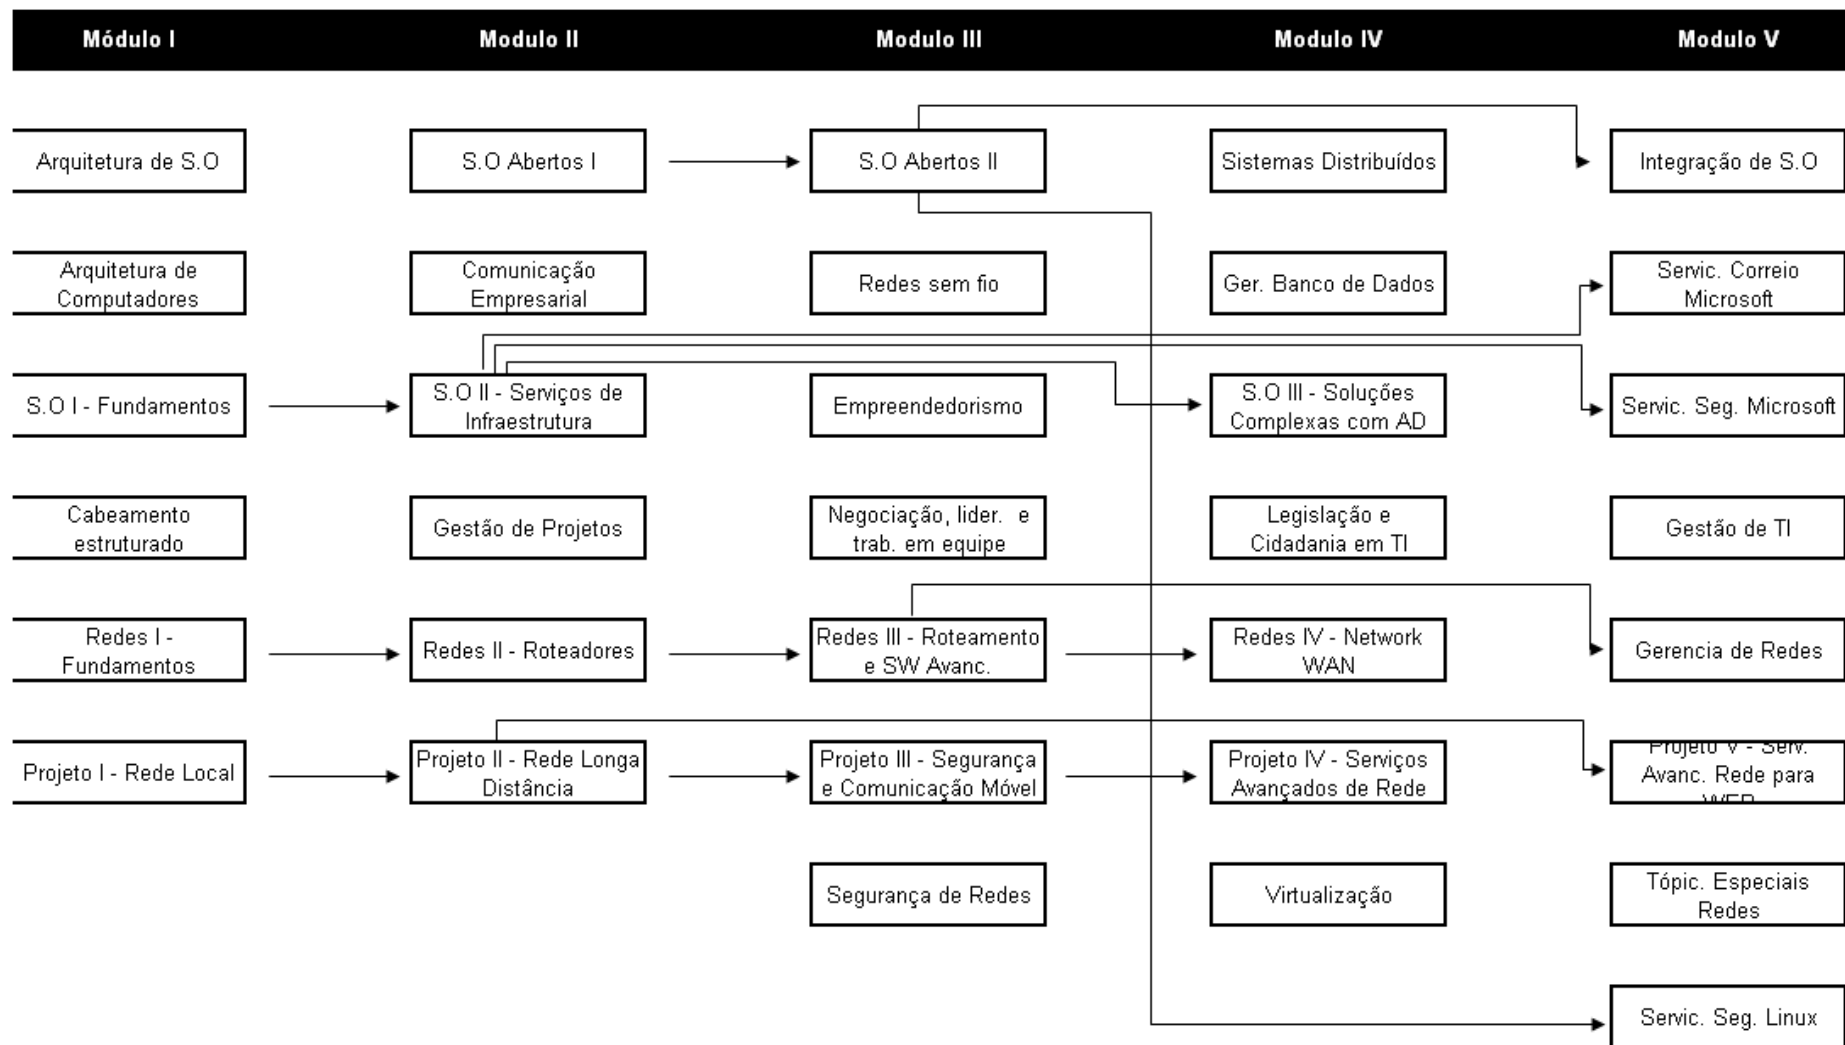 Módulo I
Modulo II
Modulo III
Modulo IV
Modulo V
Arquitetura de S.O
S.O Abertos I
S.O Abertos II
Sistemas Distribuídos
Integração de S.O
Arquitetura de
Computadores
Comunicação
Empresarial
Redes sem fio
Ger. Banco de Dados
Servic. Correio
Microsoft
S.O I - Fundamentos
S.O II - Serviços de
Infraestrutura
Empreendedorismo
S.O III - Soluções
Complexas com AD
Servic. Seg. Microsoft
Cabeamento
estruturado
Gestão de Projetos
Negociação, lider. e
trab. em equipe
Legislação e
Cidadania em TI
Gestão de TI
Redes I -
Fundamentos
Redes II - Roteadores
Redes III - Roteamento
e SW Avanc.
Redes IV - Network
WAN
Gerencia de Redes
Projeto I - Rede Local
Projeto II - Rede Longa
Distância
Projeto III - Segurança
e Comunicação Móvel
Projeto IV - Serviços
Avançados de Rede
Projeto V - Serv.
Avanc. Rede para
Segurança de Redes
Virtualização
Tópic. Especiais
Redes
Servic. Seg. Linux